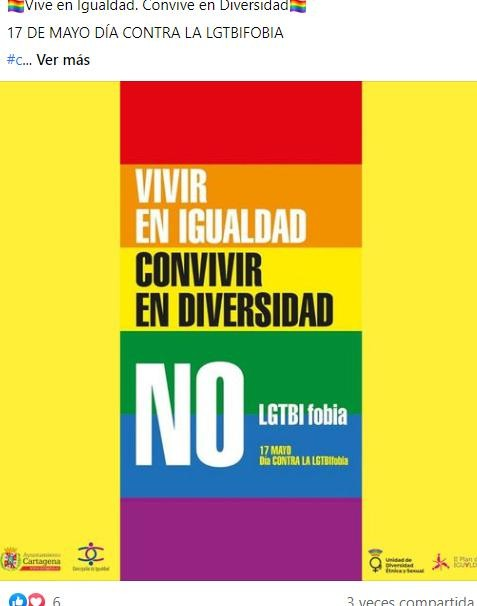 Vive en Igualdad. Convive en Diversidad
17 DE MAYO DÍA CONTRA LA LGTBIFOBIA
#c... Ver más
VIVIR
EN IGUALDAD
CONVIVIR
EN DIVERSIDAD
NO
LGTBI fobia
17 MAYO
Día CONTRA LA LGTBIfobia
Ayuntamiento
Cartagena
Concejalía de Igualdad
Unidad de
Diversidad
Étnica y Sexual
II Plan d
IGUALD
6
3 veces compartida